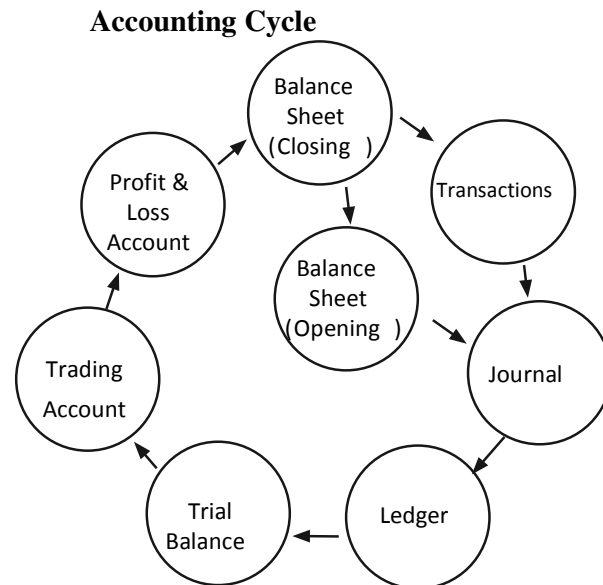 Accounting Cycle
Balance
Sheet
(Closing )
Transactions
Profit &
Loss
Account
Balance
Sheet
(Opening )
Journal
Trading
Account
Trial
Balance
Ledger